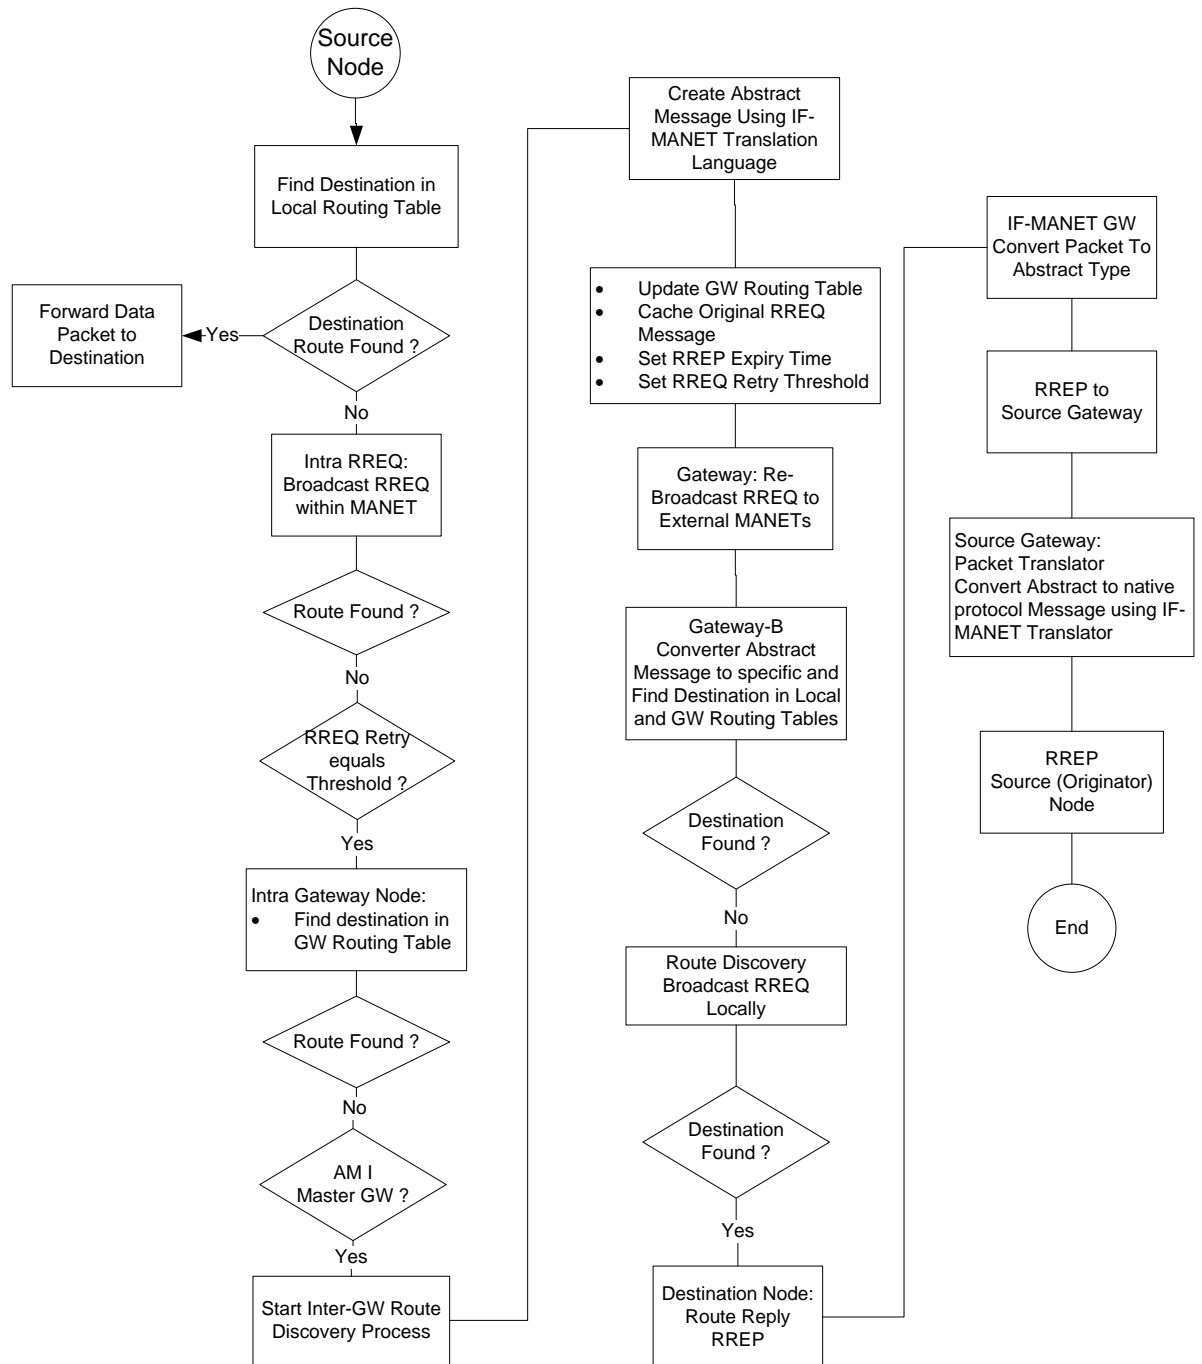 Source
Node
Find Destination in
Local Routing Table
Destination
Route Found ?
Yes
Forward Data
Packet to
Destination
No
Intra RREQ:
Broadcast RREQ
within MANET
Route Found ?
No
RREQ Retry
equals
Threshold ?
Yes
Intra Gateway Node:
• Find destination in
GW Routing Table
Route Found ?
No
AM I
Master GW ?
Yes
Start Inter-GW Route
Discovery Process
Create Abstract
Message Using IF-
MANET Translation
Language
• Update GW Routing Table
• Cache Original RREQ
Message
• Set RREP Expiry Time
• Set RREQ Retry Threshold
Gateway: Re-
Broadcast RREQ to
External MANETs
Gateway-B
Converter Abstract
Message to specific and
Find Destination in Local
and GW Routing Tables
Destination
Found ?
No
Route Discovery
Broadcast RREQ
Locally
Destination
Found ?
Yes
Destination Node:
Route Reply
RREP
IF-MANET GW
Convert Packet To
Abstract Type
RREP to
Source Gateway
Source Gateway:
Packet Translator
Convert Abstract to native
protocol Message using IF-
MANET Translator
RREP
Source (Originator)
Node
End